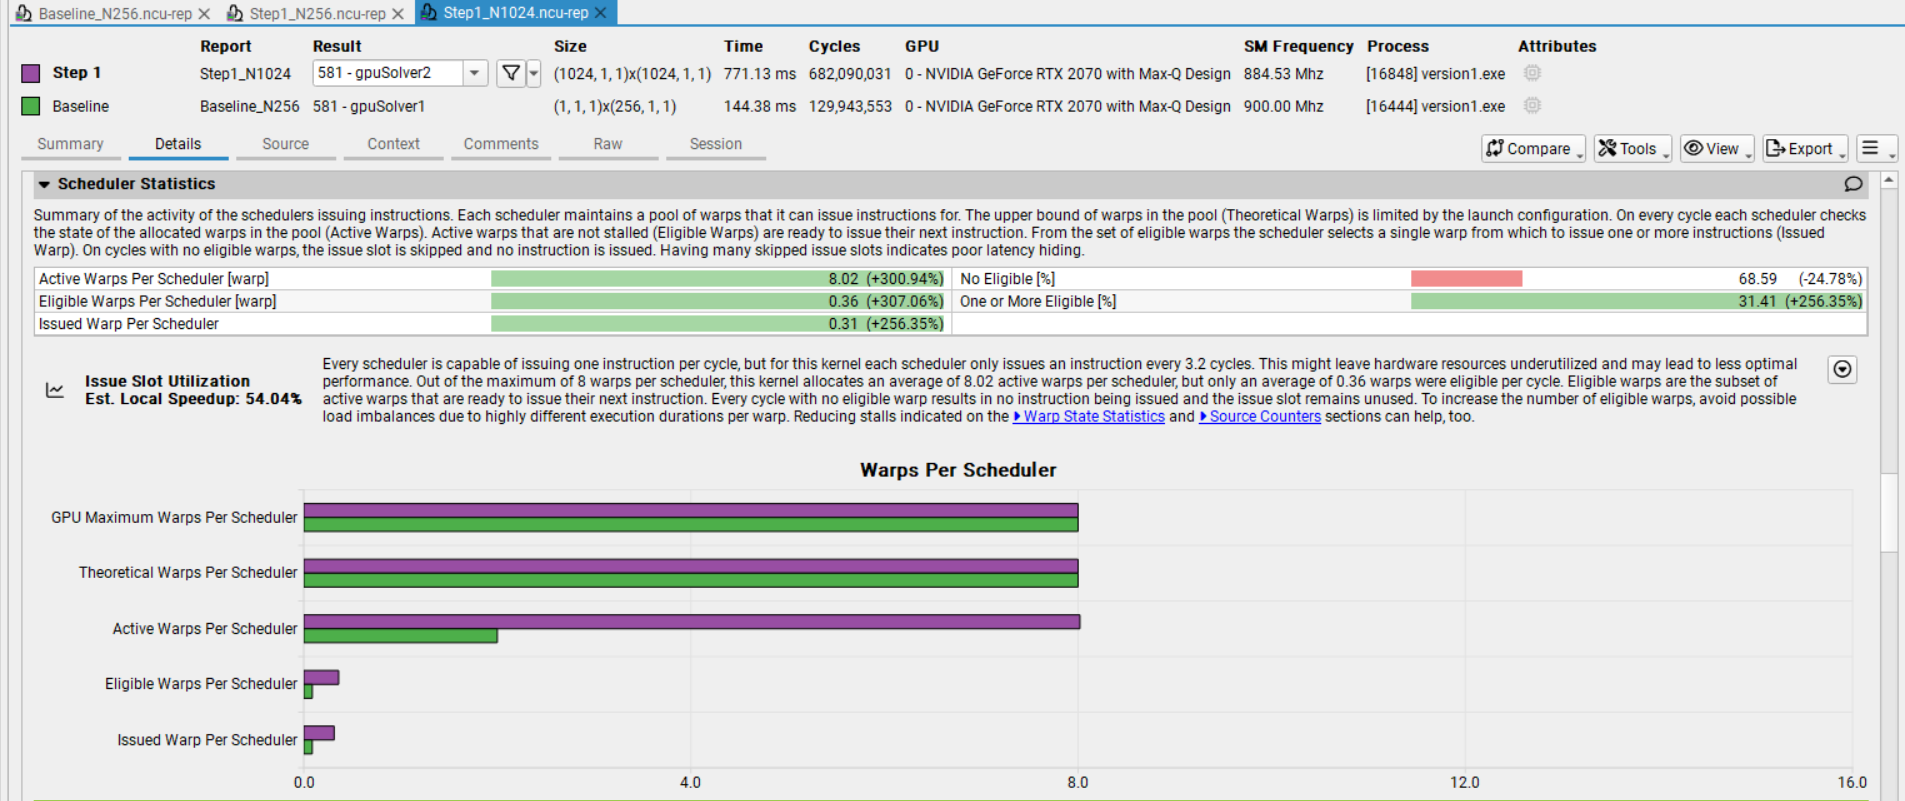 Baseline_N256.ncu-rep Step1_N256.ncu-rep Step1_N1024.ncu-rep
Report Result Size Time Cycles GPU SM Frequency Process Attributes
Step 1 Step1_N1024 581 - gpuSolver2 (1024, 1, 1)x(1024, 1, 1) 771.13 ms 682,090,031 0 - NVIDIA GeForce RTX 2070 with Max-Q Design 884.53 Mhz [16848] version1.exe
Baseline Baseline_N256 581 - gpuSolver1 (1, 1, 1)x(256, 1, 1) 144.38 ms 129,943,553 0 - NVIDIA GeForce RTX 2070 with Max-Q Design 900.00 Mhz [16444] version1.exe
Summary Details Source Context Comments Raw Session Compare Tools View Export
Scheduler Statistics
Summary of the activity of the schedulers issuing instructions. Each scheduler maintains a pool of warps that it can issue instructions for. The upper bound of warps in the pool (Theoretical Warps) is limited by the launch configuration. On every cycle each scheduler checks
the state of the allocated warps in the pool (Active Warps). Active warps that are not stalled (Eligible Warps) are ready to issue their next instruction. From the set of eligible warps the scheduler selects a single warp from which to issue one or more instructions (Issued
Warp). On cycles with no eligible warps, the issue slot is skipped and no instruction is issued. Having many skipped issue slots indicates poor latency hiding.
Active Warps Per Scheduler [warp] 8.02 (+300.94%) No Eligible [%] 68.59 (-24.78%)
Eligible Warps Per Scheduler [warp] 0.36 (+307.06%) One or More Eligible [%] 31.41 (+256.35%)
Issued Warp Per Scheduler 0.31 (+256.35%)
Issue Slot Utilization
Est. Local Speedup: 54.04%
Every scheduler is capable of issuing one instruction per cycle, but for this kernel each scheduler only issues an instruction every 3.2 cycles. This might leave hardware resources underutilized and may lead to less optimal
performance. Out of the maximum of 8 warps per scheduler, this kernel allocates an average of 8.02 active warps per scheduler, but only an average of 0.36 warps were eligible per cycle. Eligible warps are the subset of
active warps that are ready to issue their next instruction. Every cycle with no eligible warp results in no instruction being issued and the issue slot remains unused. To increase the number of eligible warps, avoid possible
load imbalances due to highly different execution durations per warp. Reducing stalls indicated on the Warp State Statistics and Source Counters sections can help, too.
Warps Per Scheduler
GPU Maximum Warps Per Scheduler
Theoretical Warps Per Scheduler
Active Warps Per Scheduler
Eligible Warps Per Scheduler
Issued Warp Per Scheduler
0.0 4.0 8.0 12.0 16.0